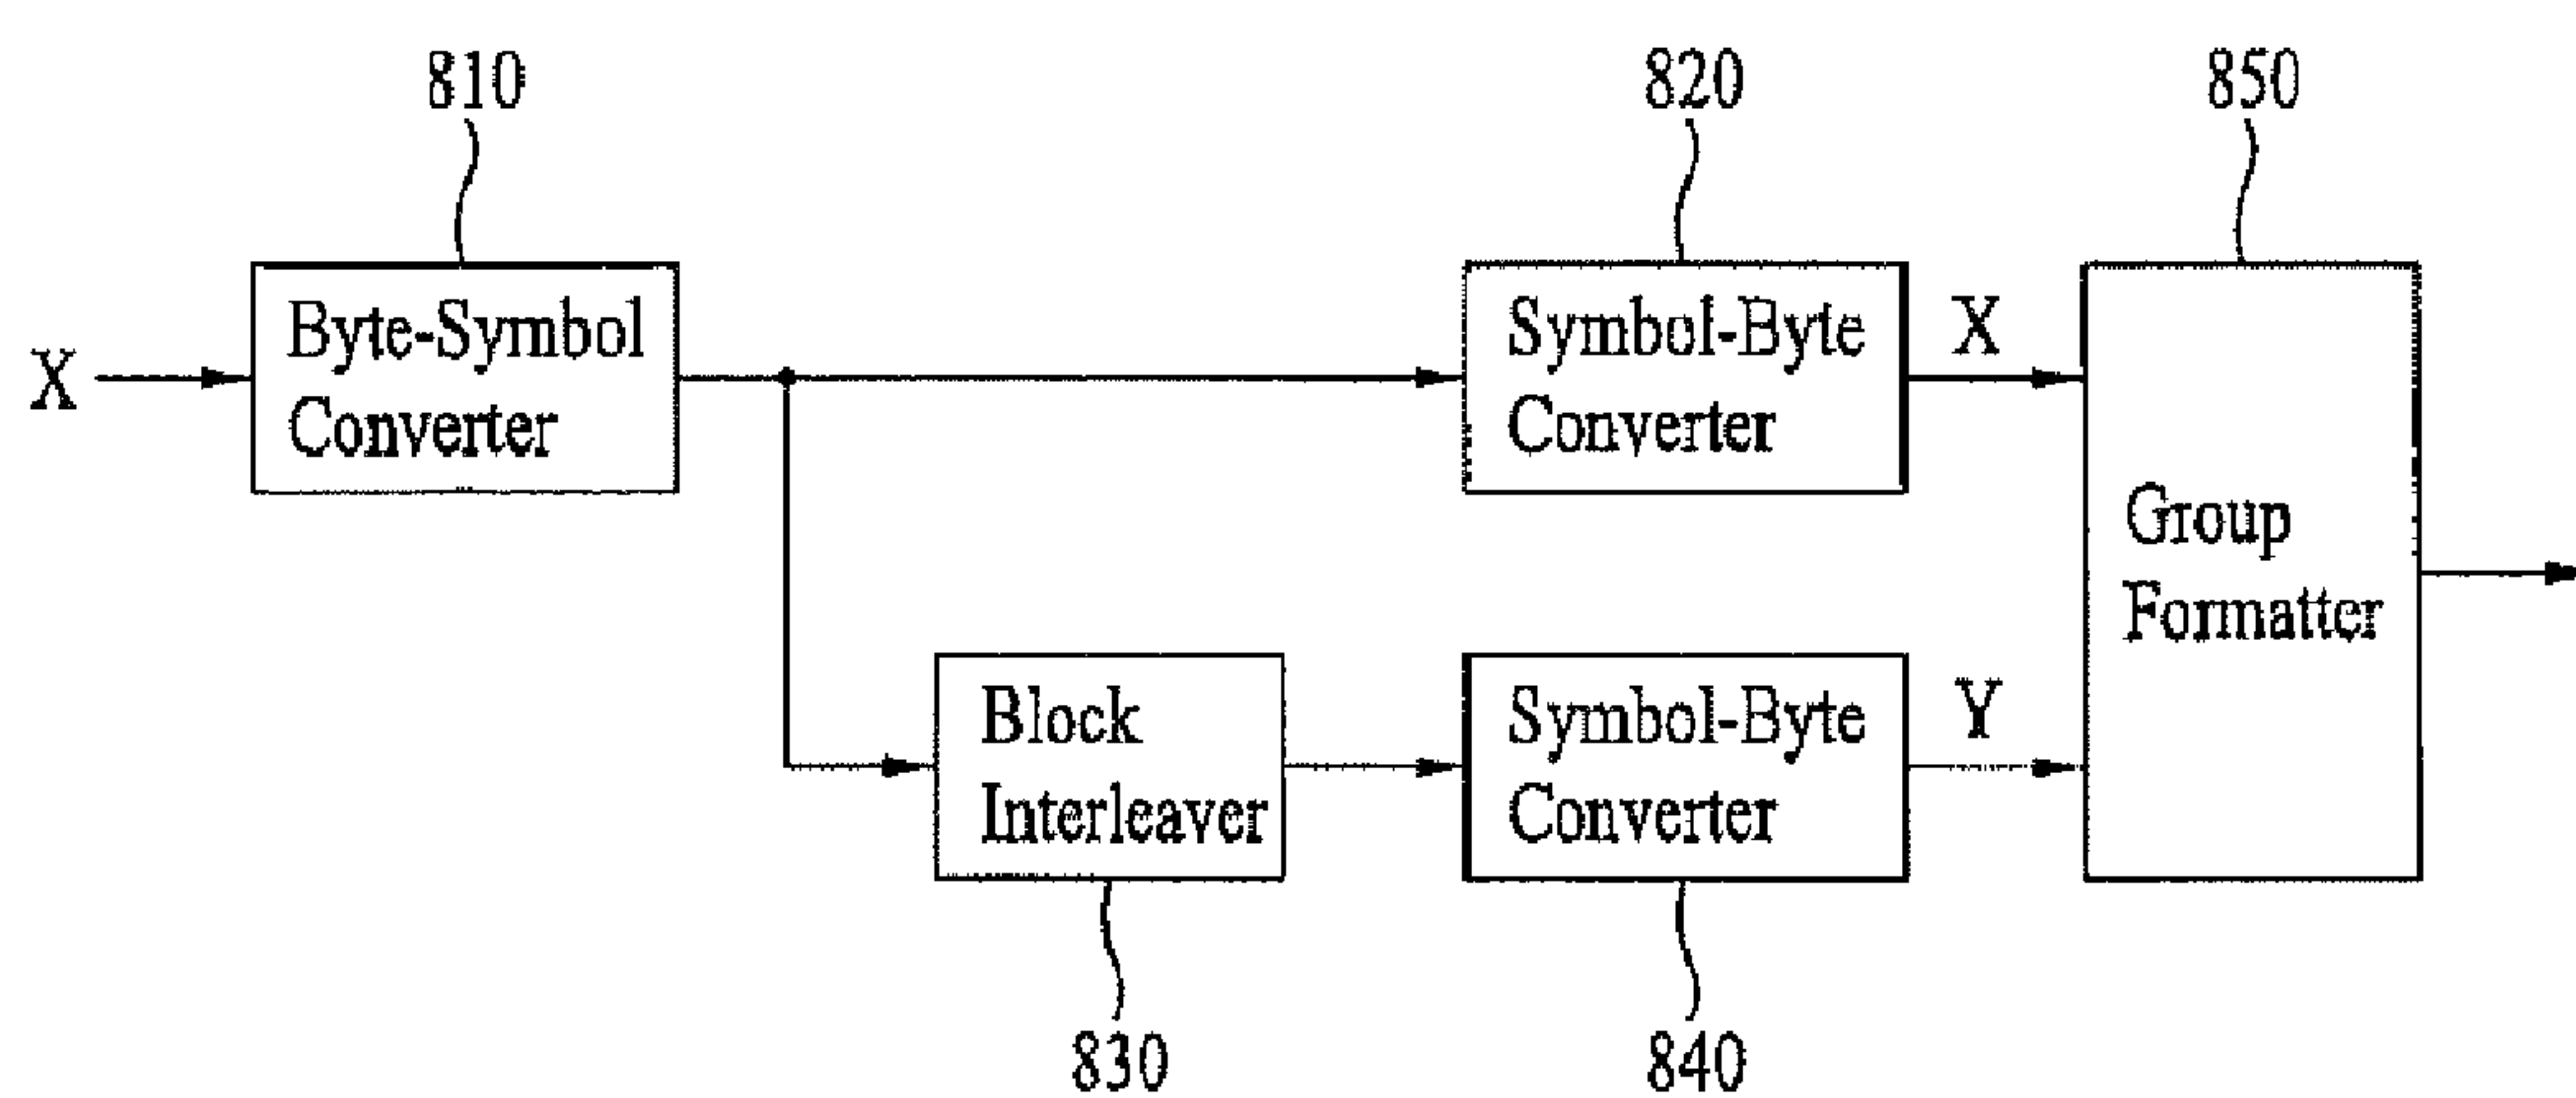 810
820
850
X
Byte-Symbol
Converter
Symbol-Byte
Converter
X
Group
Formatter
Block
Interleaver
Symbol-Byte
Converter
Y
830
840